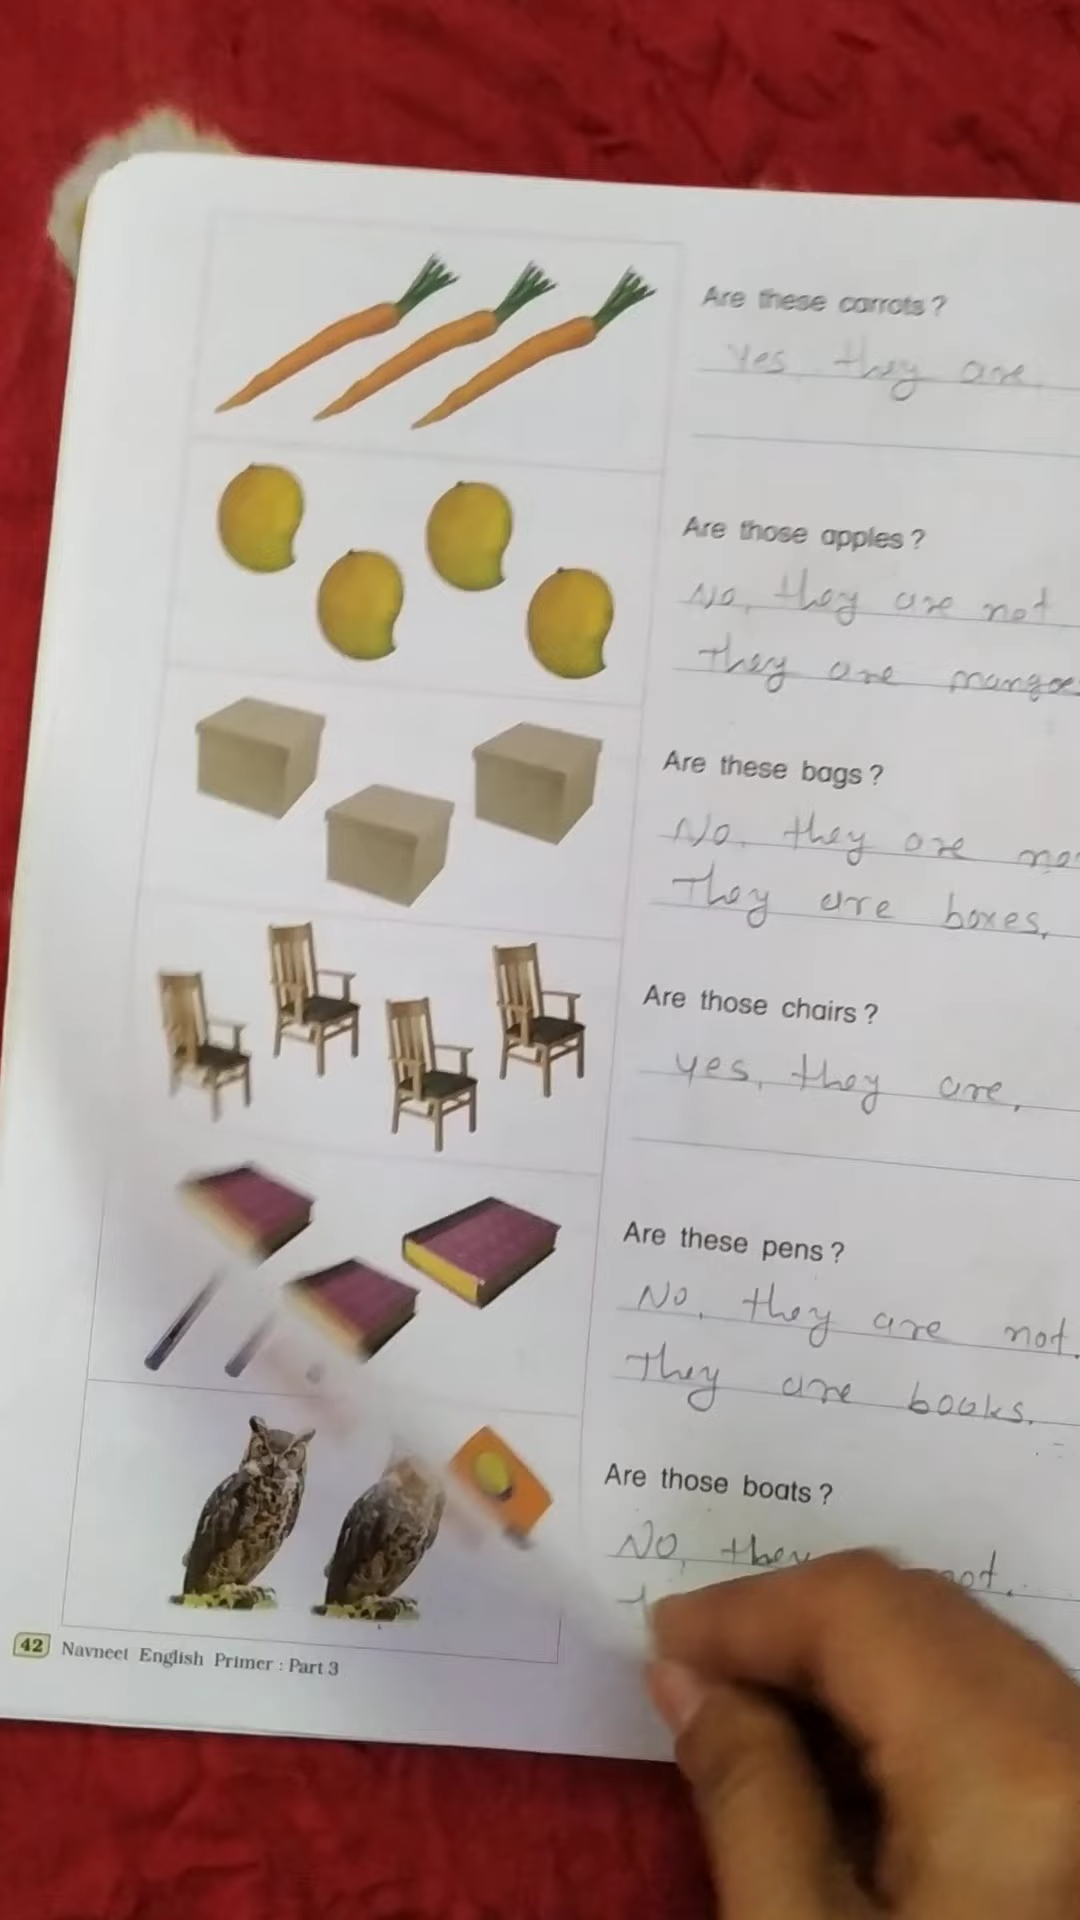 Are these carrots?
Yes they are
Are those apples?
No, they are not
They are mangoe
Are these bags?
No. they are no
They are boxes.
Are those chairs?
yes, they are.
Are these pens?
No. they are not.
They are books.
Are those boats?
No, they not.
42 Navneet English Primer : Part 3